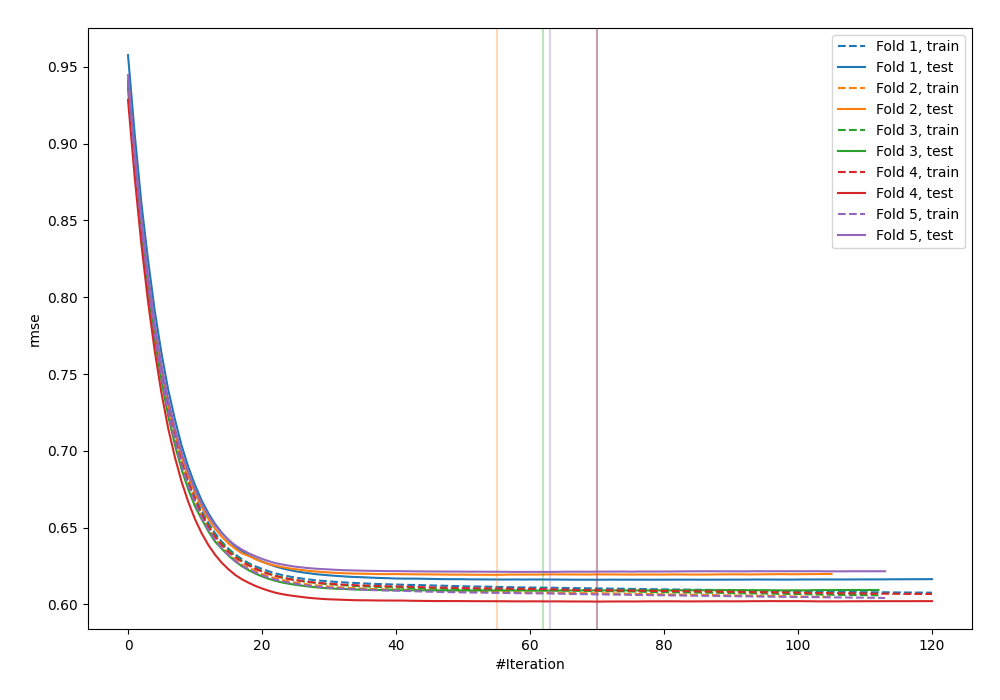 0.95
0.90
0.85
0.80
0.75
0.70
0.65
0.60
rmse
0
20
40
60
80
100
120
#Iteration
Fold 1, train
Fold 1, test
Fold 2, train
Fold 2, test
Fold 3, train
Fold 3, test
Fold 4, train
Fold 4, test
Fold 5, train
Fold 5, test